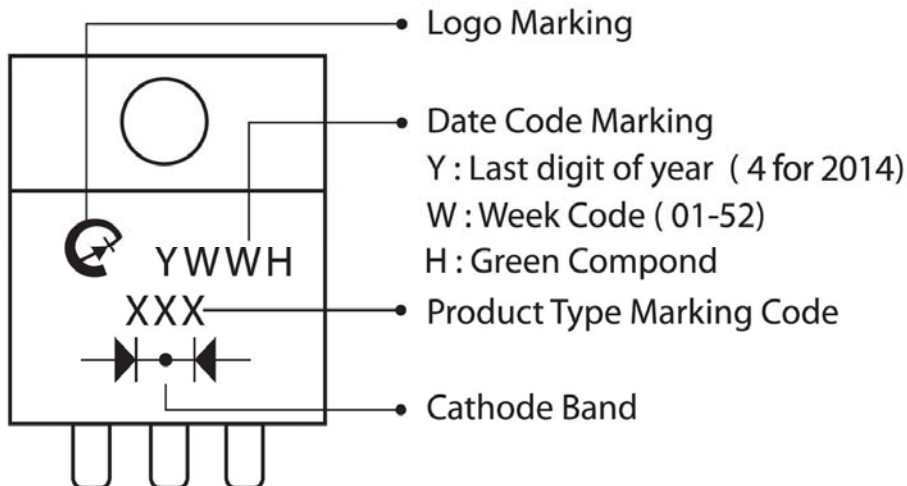 Logo Marking
Date Code Marking
Y : Last digit of year ( 4 for 2014)
W : Week Code ( 01-52)
YWWH
H : Green Compond
XXX
Product Type Marking Code
Cathode Band